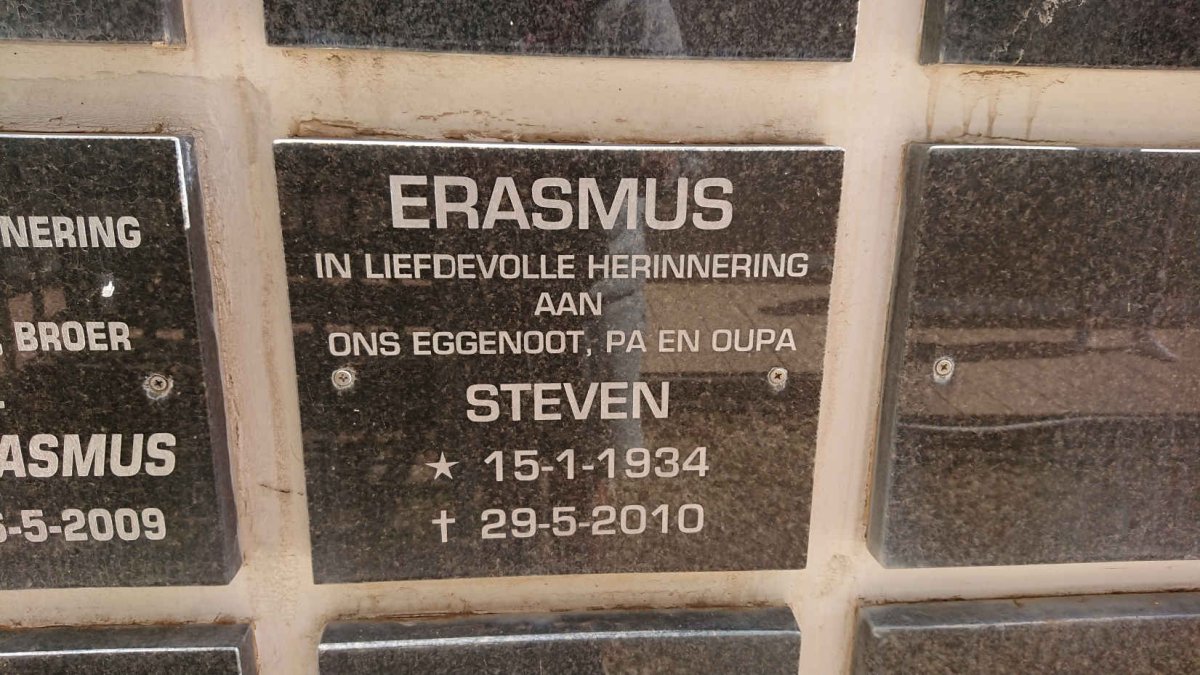 NERING
BROER
ASMUS
-5-2009
ERASMUS
IN LIEFDEVOLLE HERINNERING
AAN
ONS EGGENOOT, PA EN OUPA
STEVEN
★ 15-1-1934
✝ 29-5-2010